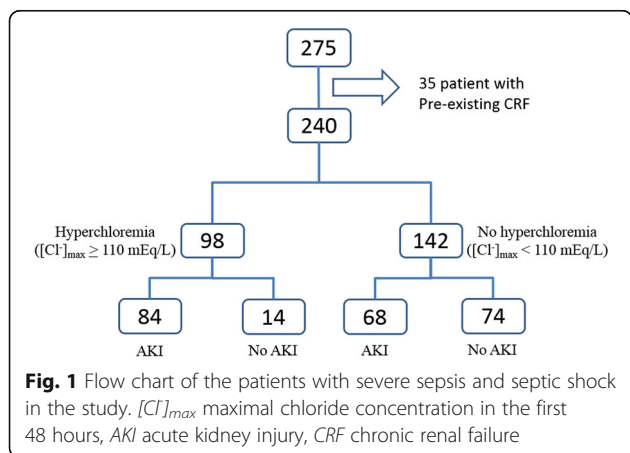 275
35 patient with
Pre-existing CRF
240
Hyperchloremia
([Cl-]max ≥ 110 mEq/L)
98
142
No hyperchloremia
([Cl-]max < 110 mEq/L)
84
14
68
74
AKI
No AKI
AKI
No AKI
Fig. 1 Flow chart of the patients with severe sepsis and septic shock
in the study. [Cl-]max maximal chloride concentration in the first
48 hours, AKI acute kidney injury, CRF chronic renal failure